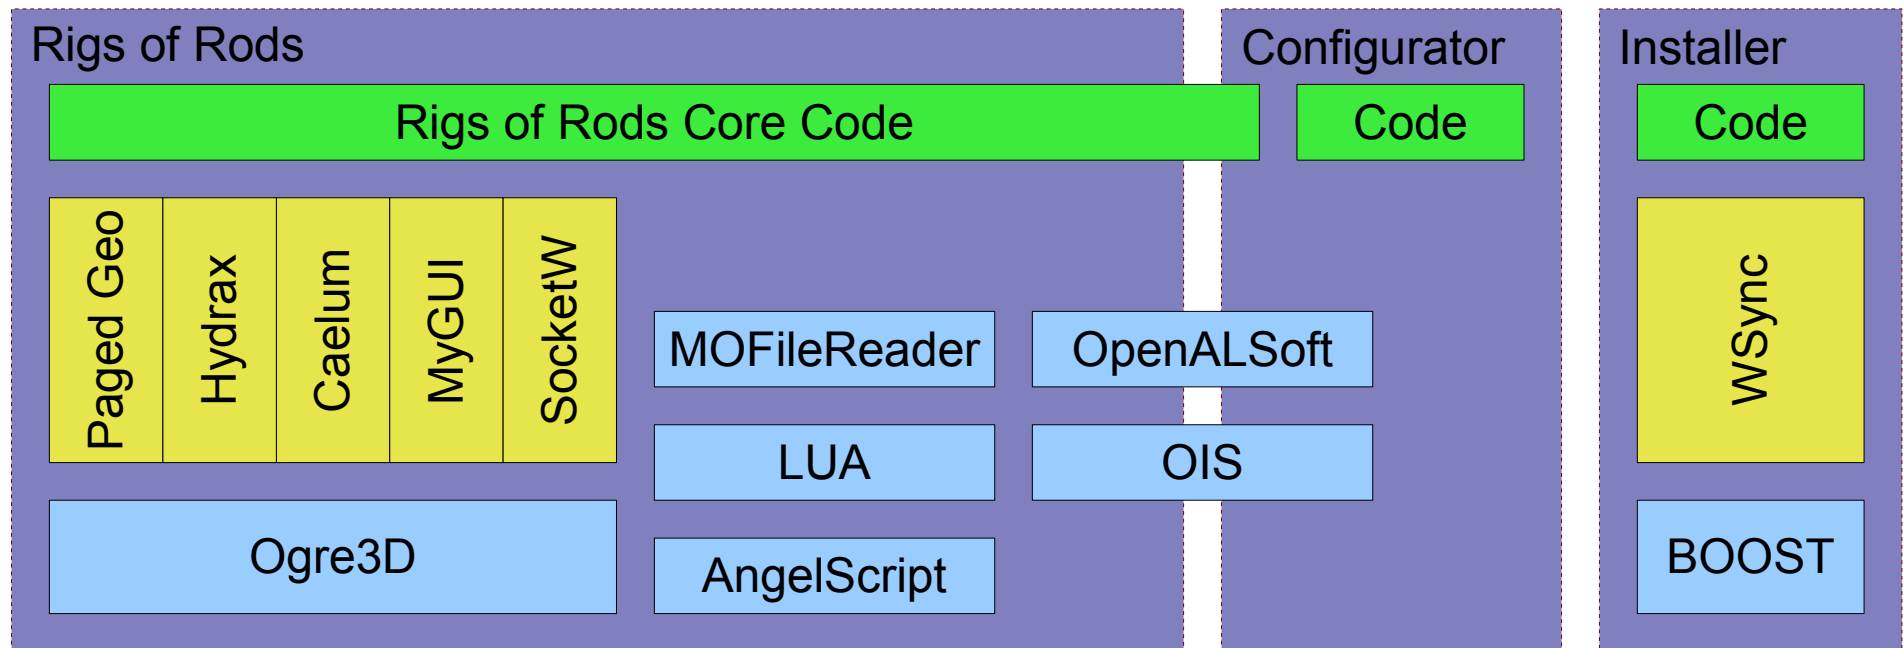 Rigs of Rods
Configurator
Installer
Rigs of Rods Core Code
Code
Code
Paged Geo
Hydrax
Caelum
MyGUI
SocketW
MOFileReader
OpenALSoft
WSync
LUA
OIS
Ogre3D
AngelScript
BOOST